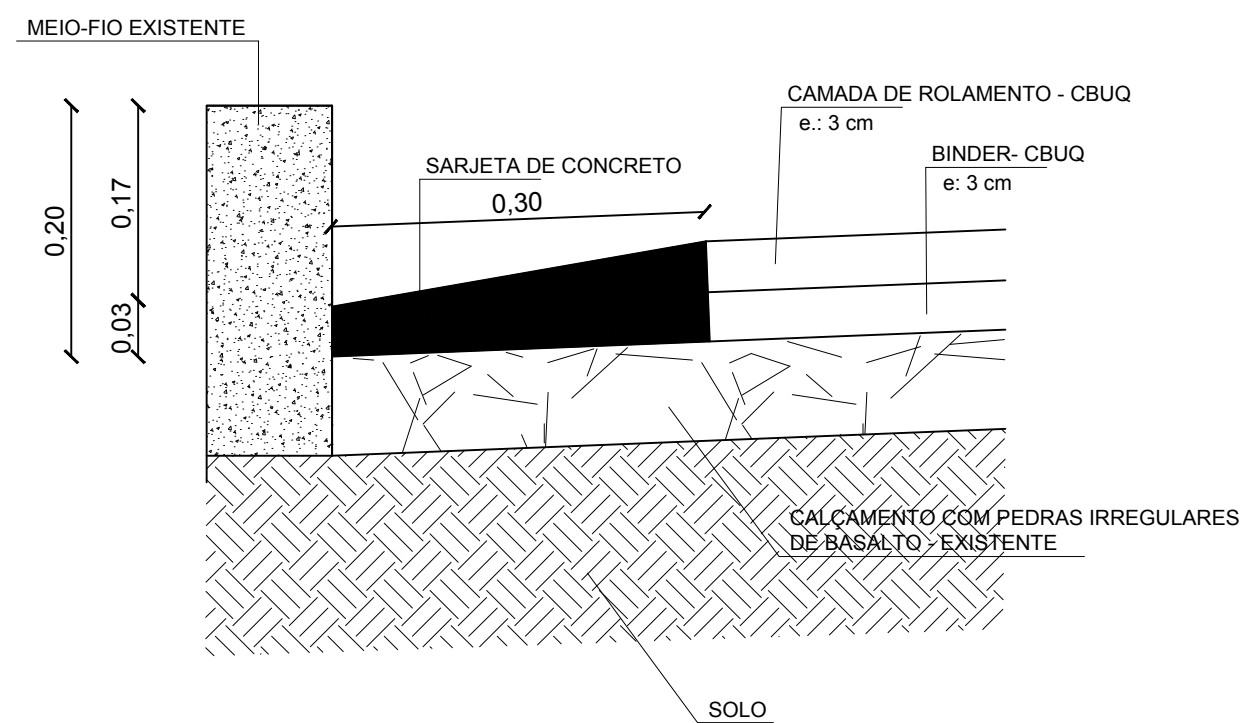 MEIO-FIO EXISTENTE
CAMADA DE ROLAMENTO - CBUQ
e.: 3 cm
BINDER- CBUQ
e: 3 cm
SARJETA DE CONCRETO
0,30
0,20
0,17
0,03
CALÇAMENTO COM PEDRAS IRREGULARES
DE BASALTO - EXISTENTE
SOLO